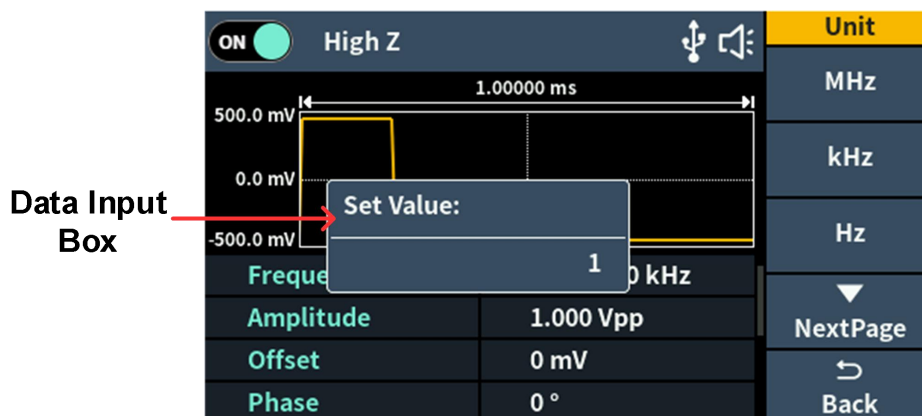 ON
High Z
Unit
MHz
kHz
Hz
NextPage
Back
1.00000 ms
500.0 mV
0.0 mV
-500.0 mV
Data Input
Box
Set Value:
1
Freque 0 kHz
Amplitude 1.000 Vpp
Offset 0 mV
Phase 0 °